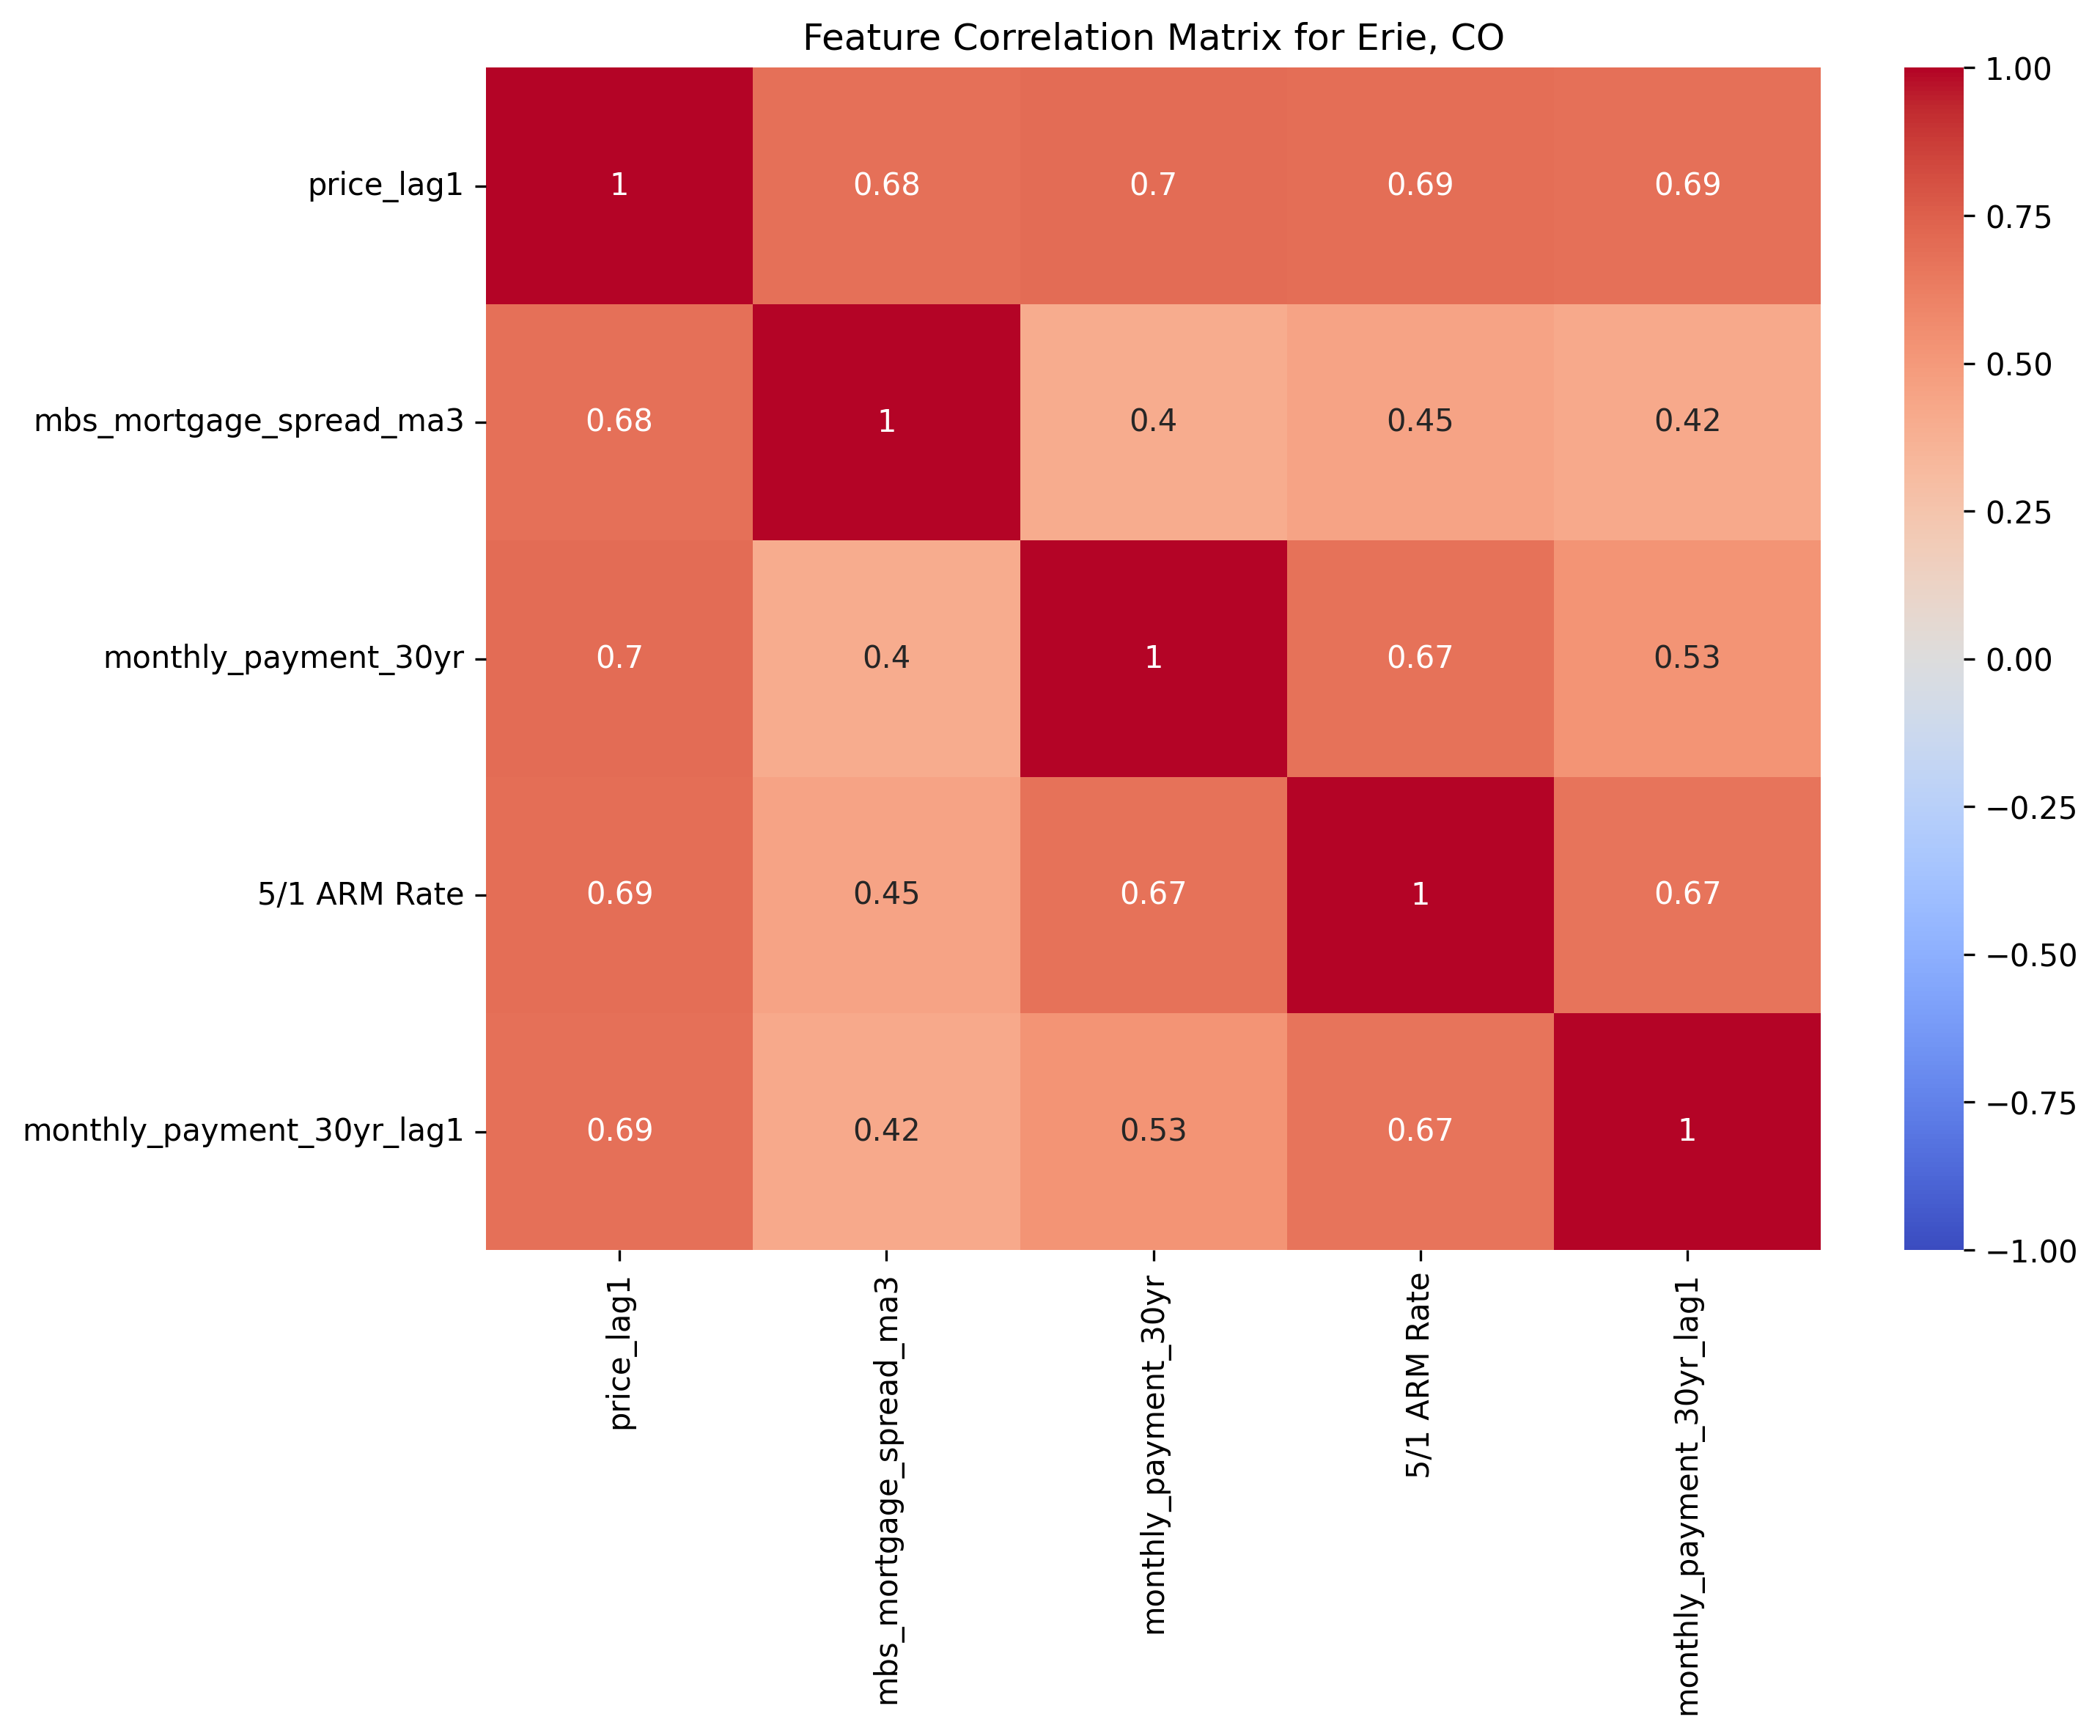 Feature Correlation Matrix for Erie, CO
price_lag1 1 0.68 0.7 0.69 0.69
mbs_mortgage_spread_ma3 0.68 1 0.4 0.45 0.42
monthly_payment_30yr 0.7 0.4 1 0.67 0.53
5/1 ARM Rate 0.69 0.45 0.67 1 0.67
monthly_payment_30yr_lag1 0.69 0.42 0.53 0.67 1
price_lag1
mbs_mortgage_spread_ma3
monthly_payment_30yr
5/1 ARM Rate
monthly_payment_30yr_lag1
1.00
0.75
0.50
0.25
0.00
−0.25
−0.50
−0.75
−1.00